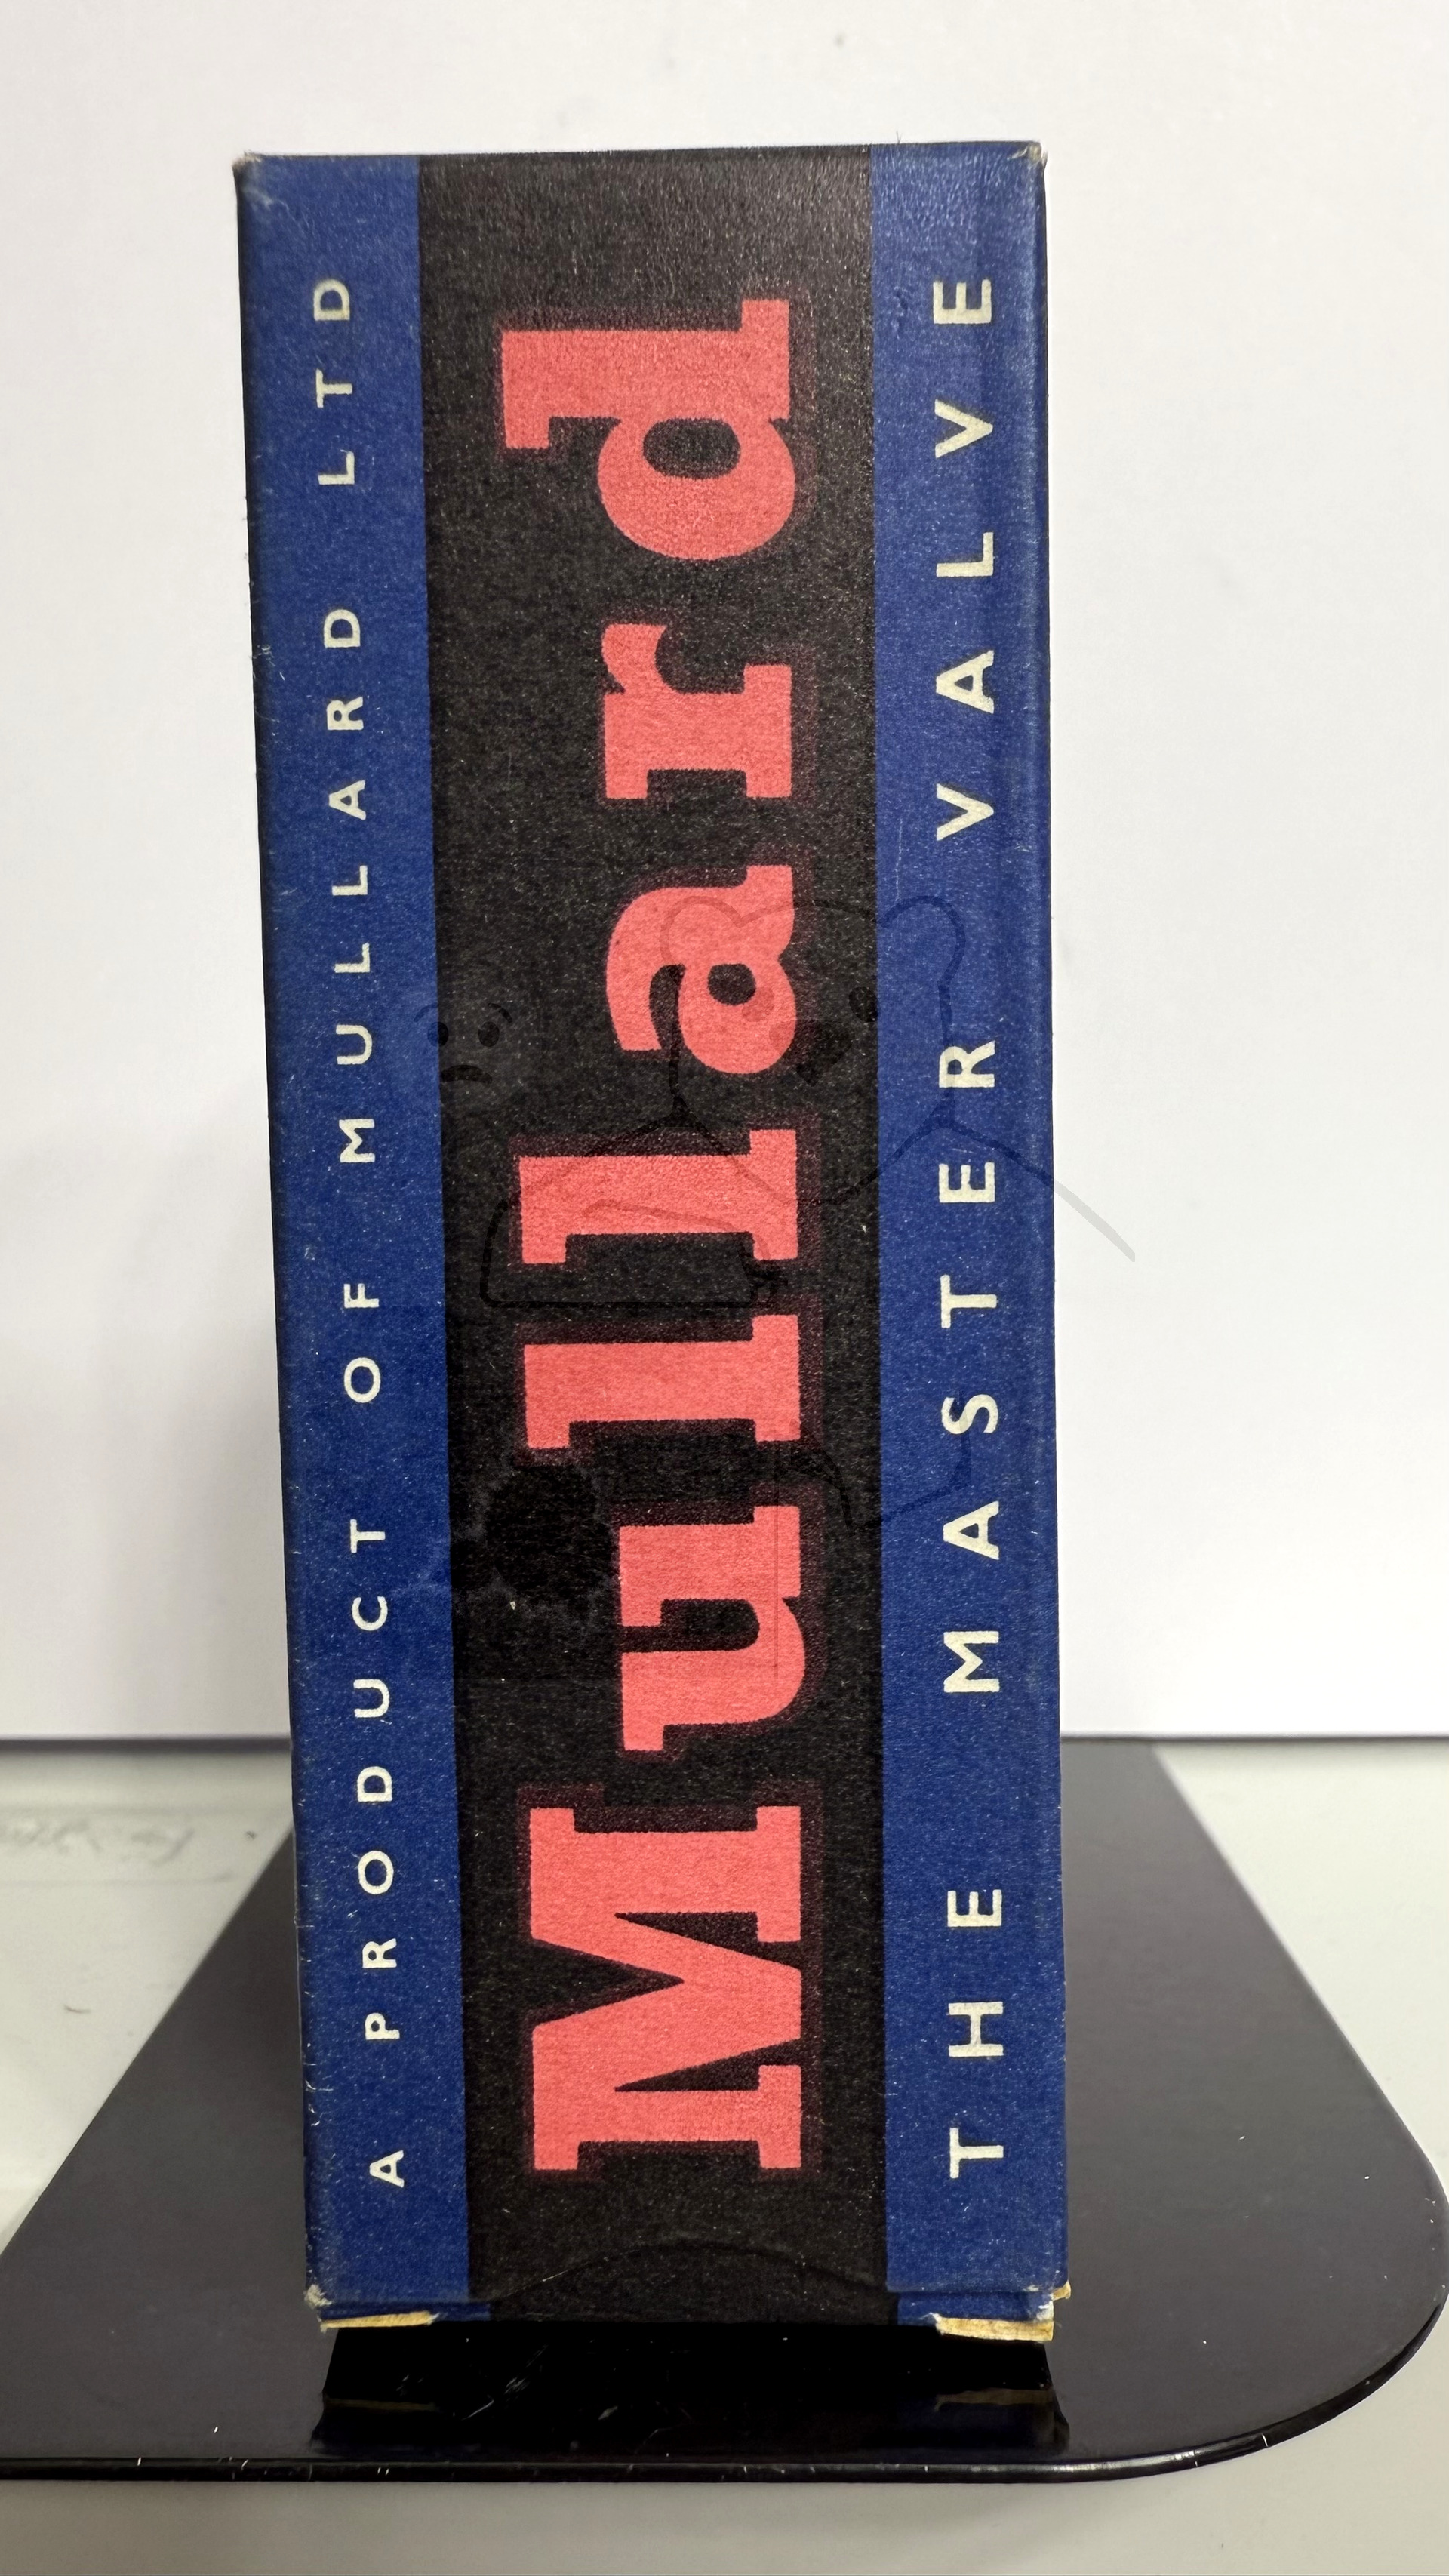 A PRODUCT OF MULLARD LTD
Mullard
THE MASTER VALVE